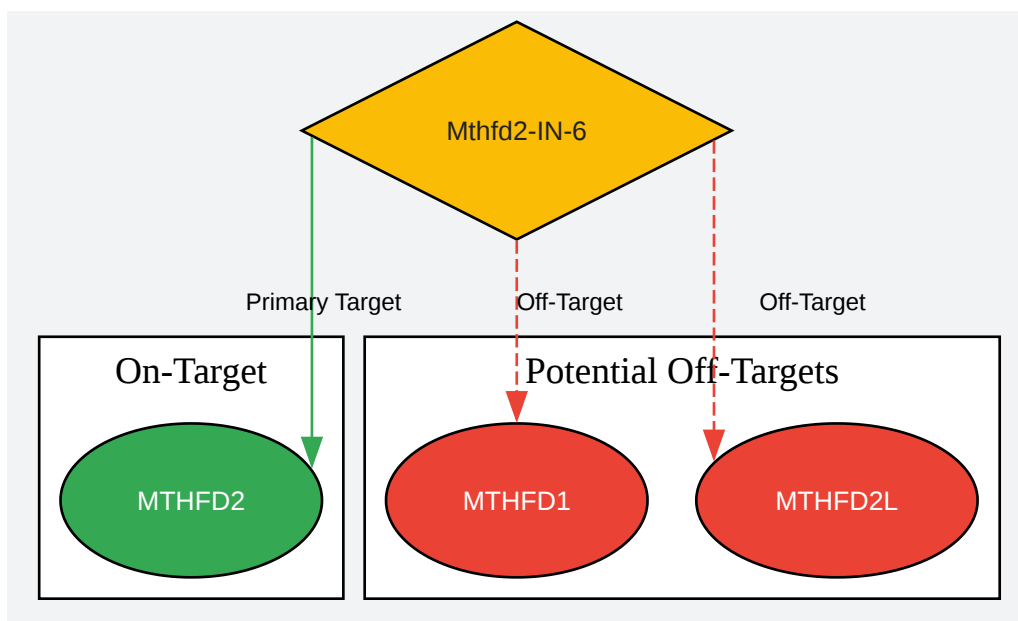 Mthfd2-IN-6
Primary Target
Off-Target
Off-Target
On-Target
Potential Off-Targets
MTHFD2
MTHFD1
MTHFD2L